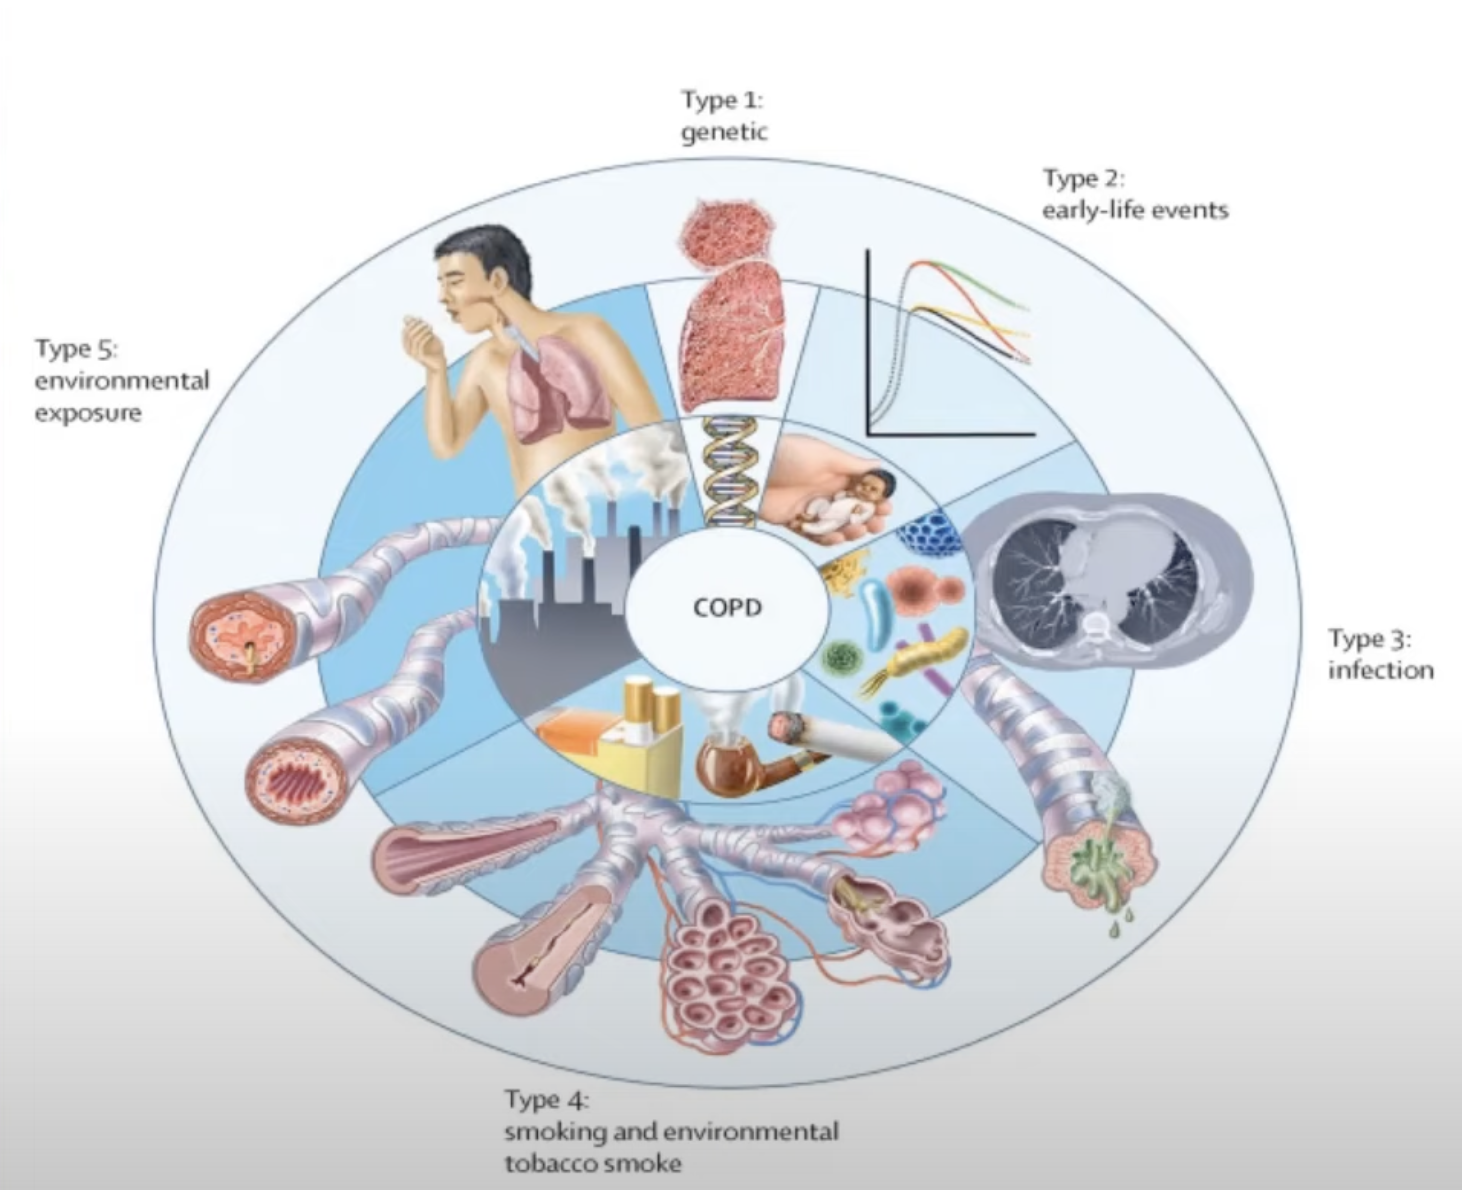 Type 1:
genetic
Type 2:
early-life events
Type 5:
environmental
exposure
COPD
Type 3:
infection
Type 4:
smoking and environmental
tobacco smoke